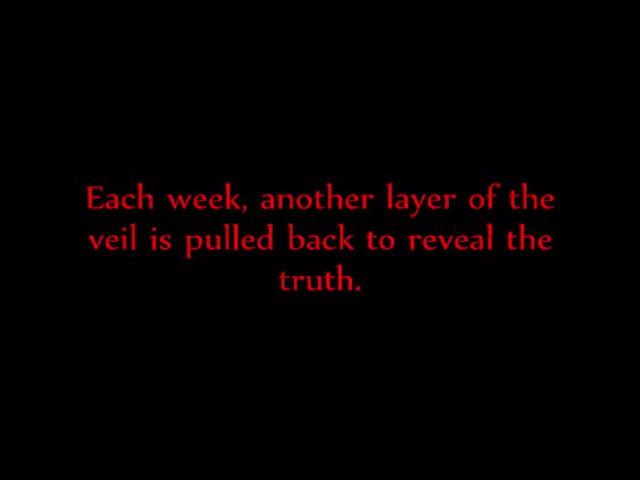 Each week, another layer of the
veil is pulled back to reveal the
truth.